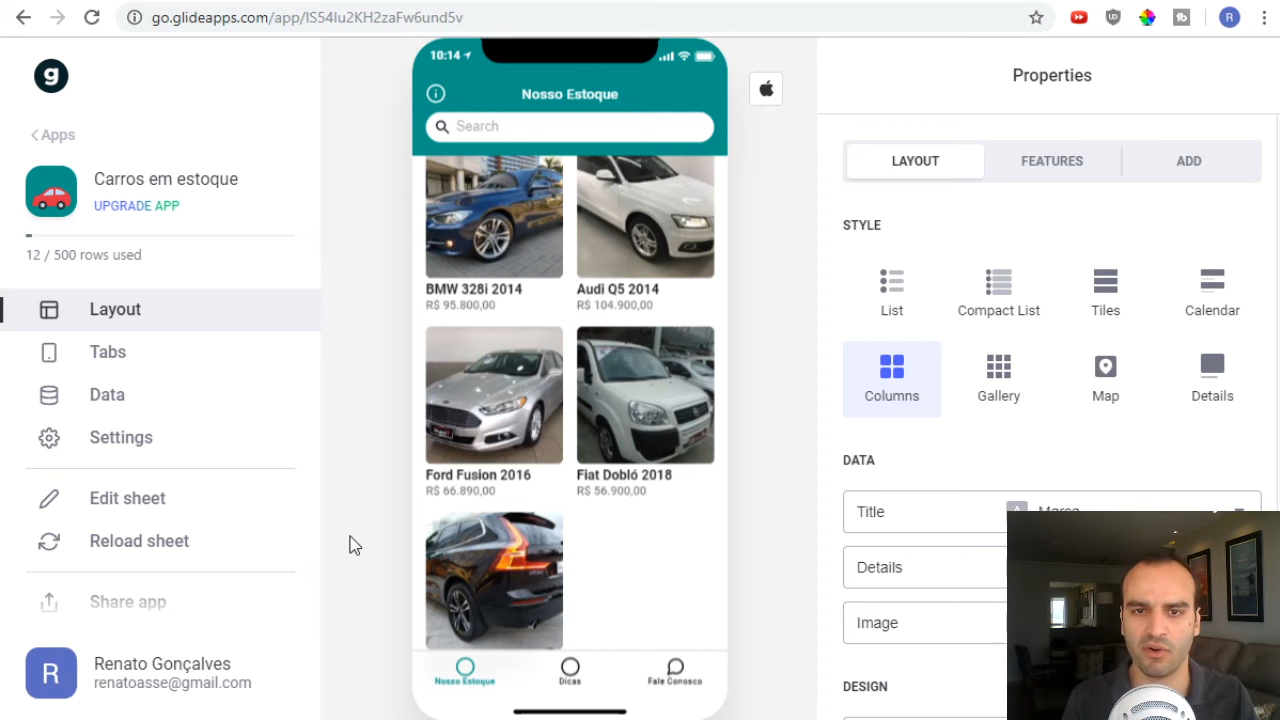 go.glideapps.com/app/IS54lu2KH2zaFw6und5v
R
g
Apps
Carros em estoque
UPGRADE APP
12 / 500 rows used
Layout
Tabs
Data
Settings
Edit sheet
Reload sheet
Share app
R
Renato Gonçalves
renatoasse@gmail.com
10:14
Nosso Estoque
Search
BMW 328i 2014
R$ 95.800,00
Audi Q5 2014
R$ 104.900,00
Ford Fusion 2016
R$ 66.890,00
Fiat Dobló 2018
R$ 56.900,00
Nosso Estoque
Dicas
Fale Conosco
Properties
LAYOUT
FEATURES
ADD
STYLE
List
Compact List
Tiles
Calendar
Columns
Gallery
Map
Details
DATA
Title
Details
Image
DESIGN